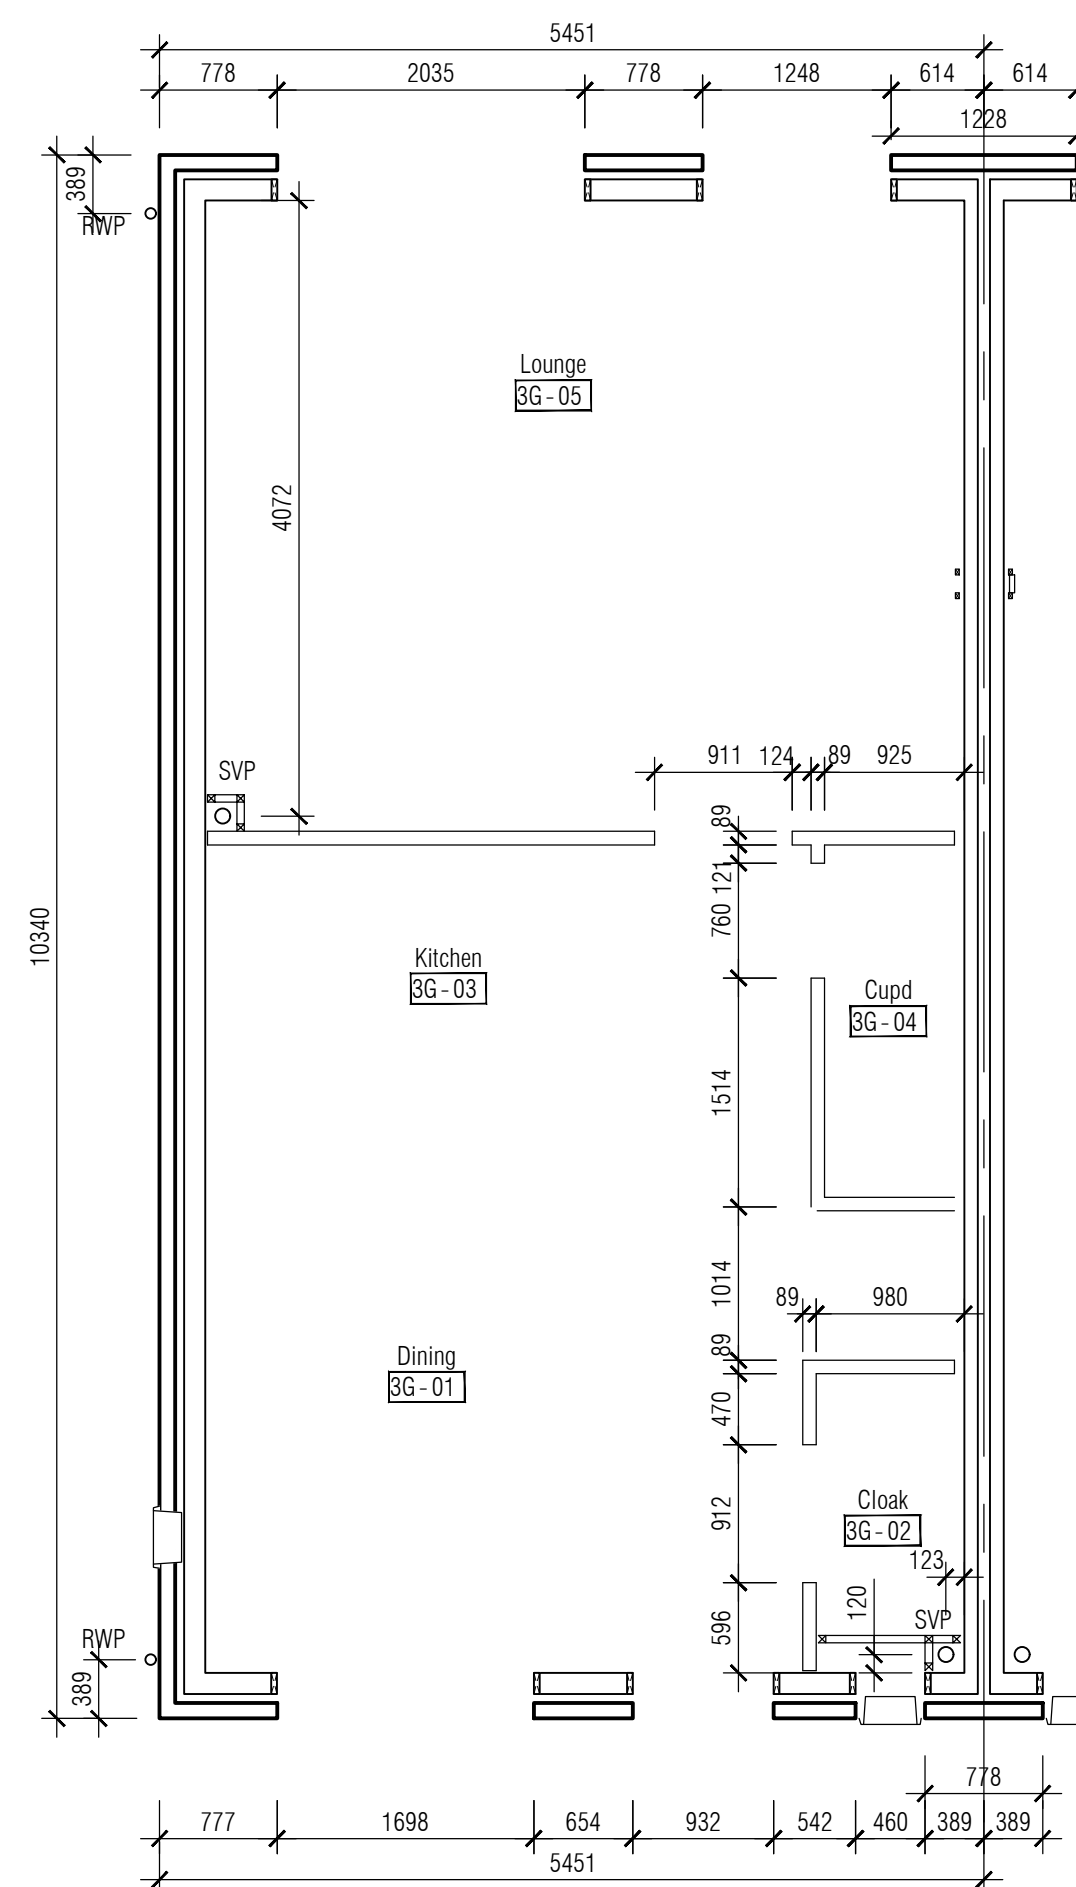 5451
778 2035 778 1248 614 614
1228
389
RWP
Lounge
3G-05
4072
911 124 89 925
SVP
89
121
760
10340
Kitchen
3G-03
Cupd
3G-04
1514
1014
89 980
89
Dining
3G-01
470
Cloak
3G-02
912
123
120
SVP
596
RWP
389
778
777 1698 654 932 542 460 389 389
5451